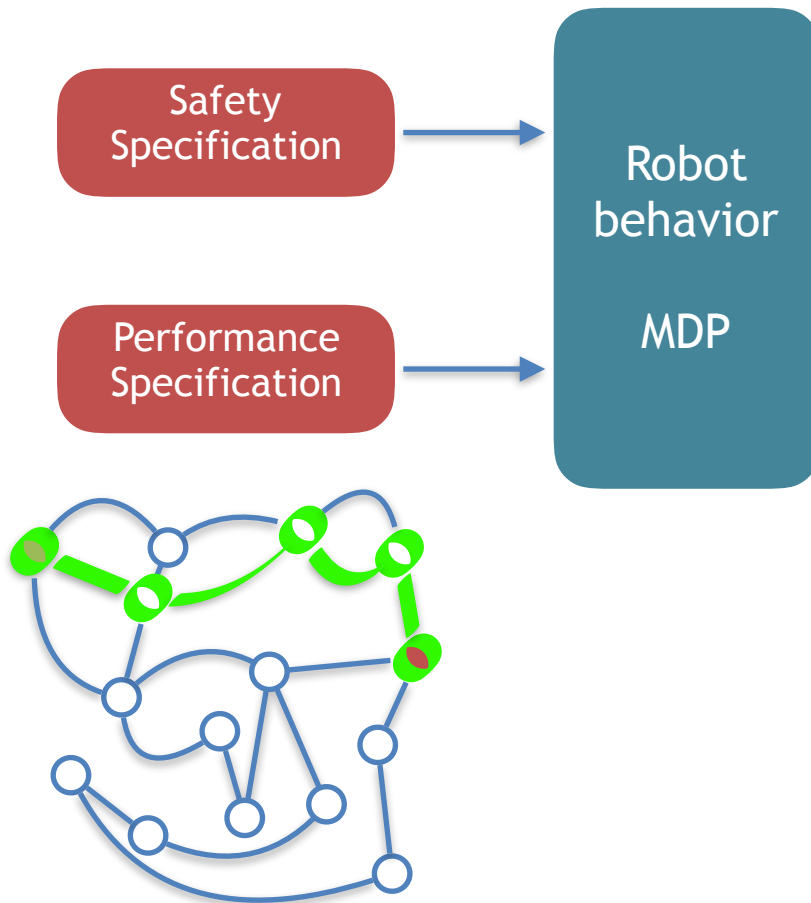 Safety
Specification
Robot
behavior
MDP
Performance
Specification